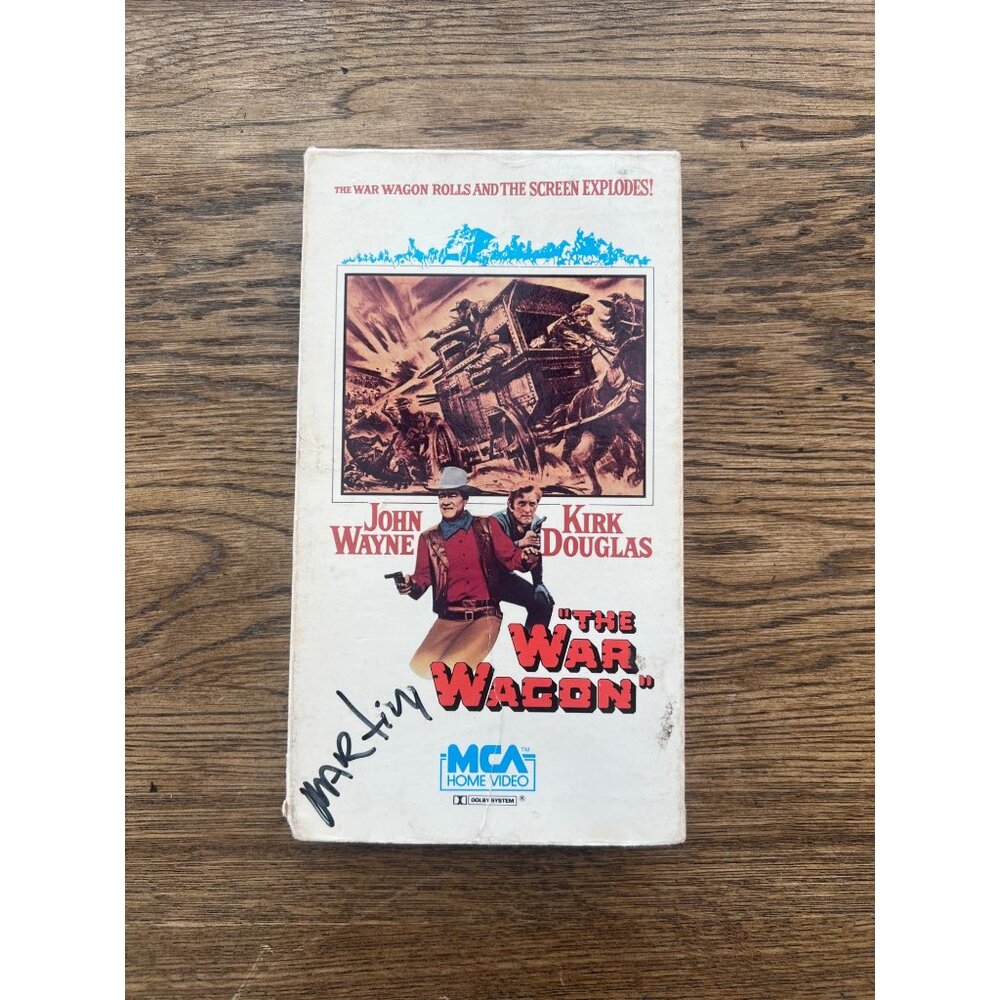 THE WAR WAGON ROLLS AND THE SCREEN EXPLODES!
JOHN WAYNE
KIRK DOUGLAS
"THE
WAR
WAGON"
MARtiN
MCA TM
HOME VIDEO
DOLBY SYSTEM ®